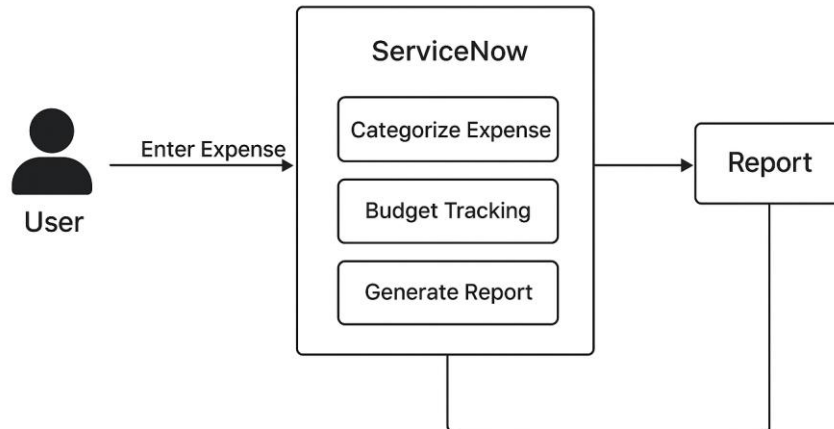 ServiceNow
Categorize Expense
Enter Expense
Report
User
Budget Tracking
Generate Report